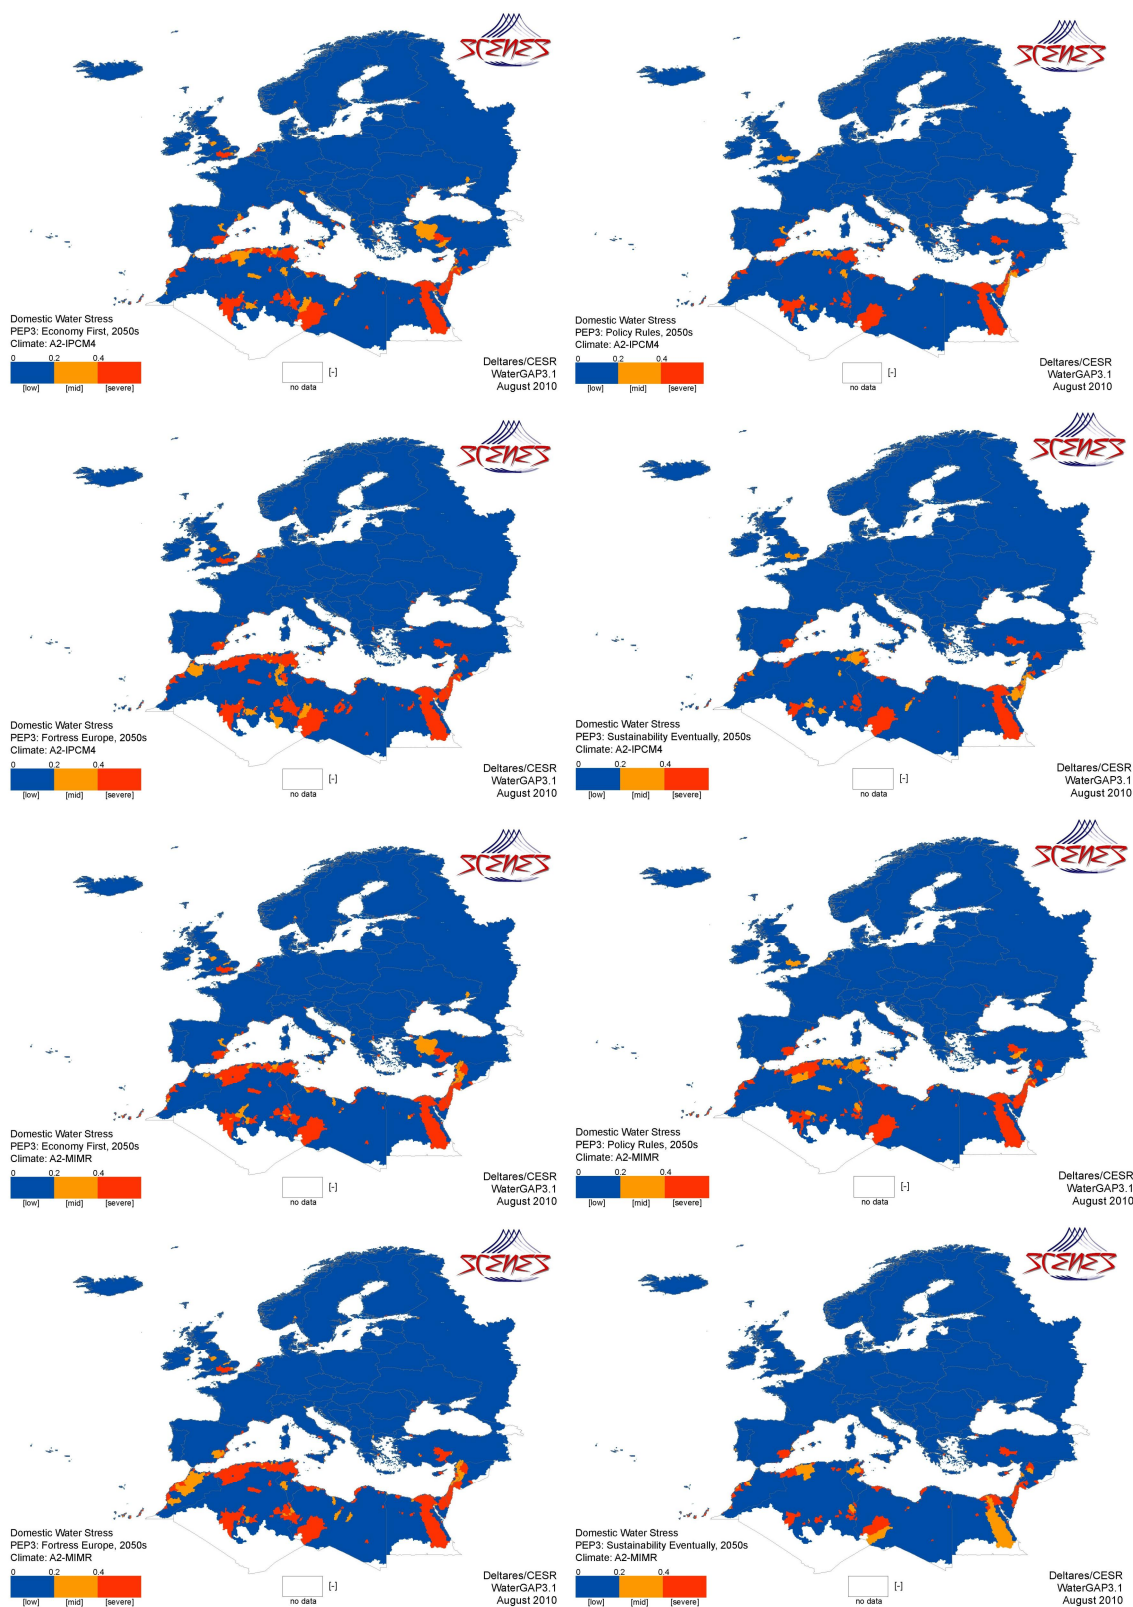 SCENES
Domestic Water Stress
PEP3: Economy First, 2050s
Climate: A2-IPCM4
0 0.2 0.4
[low] [mid] [severe]
[-]
no data
Deltares/CESR
WaterGAP3.1
August 2010
SCENES
Domestic Water Stress
PEP3: Policy Rules, 2050s
Climate: A2-IPCM4
0 0.2 0.4
[low] [mid] [severe]
[-]
no data
Deltares/CESR
WaterGAP3.1
August 2010
SCENES
Domestic Water Stress
PEP3: Fortress Europe, 2050s
Climate: A2-IPCM4
0 0.2 0.4
[low] [mid] [severe]
[-]
no data
Deltares/CESR
WaterGAP3.1
August 2010
SCENES
Domestic Water Stress
PEP3: Sustainability Eventually, 2050s
Climate: A2-IPCM4
0 0.2 0.4
[low] [mid] [severe]
[-]
no data
Deltares/CESR
WaterGAP3.1
August 2010
SCENES
Domestic Water Stress
PEP3: Economy First, 2050s
Climate: A2-MIMR
0 0.2 0.4
[low] [mid] [severe]
[-]
no data
Deltares/CESR
WaterGAP3.1
August 2010
SCENES
Domestic Water Stress
PEP3: Policy Rules, 2050s
Climate: A2-MIMR
0 0.2 0.4
[low] [mid] [severe]
[-]
no data
Deltares/CESR
WaterGAP3.1
August 2010
SCENES
Domestic Water Stress
PEP3: Fortress Europe, 2050s
Climate: A2-MIMR
0 0.2 0.4
[low] [mid] [severe]
[-]
no data
Deltares/CESR
WaterGAP3.1
August 2010
SCENES
Domestic Water Stress
PEP3: Sustainability Eventually, 2050s
Climate: A2-MIMR
0 0.2 0.4
[low] [mid] [severe]
[-]
no data
Deltares/CESR
WaterGAP3.1
August 2010